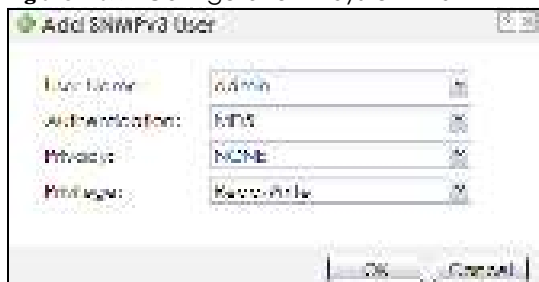 Add SNMPv3 User
User Name: admin
Authentication: MD5
Privacy: NONE
Privilege: Read-Write
OK Cancel